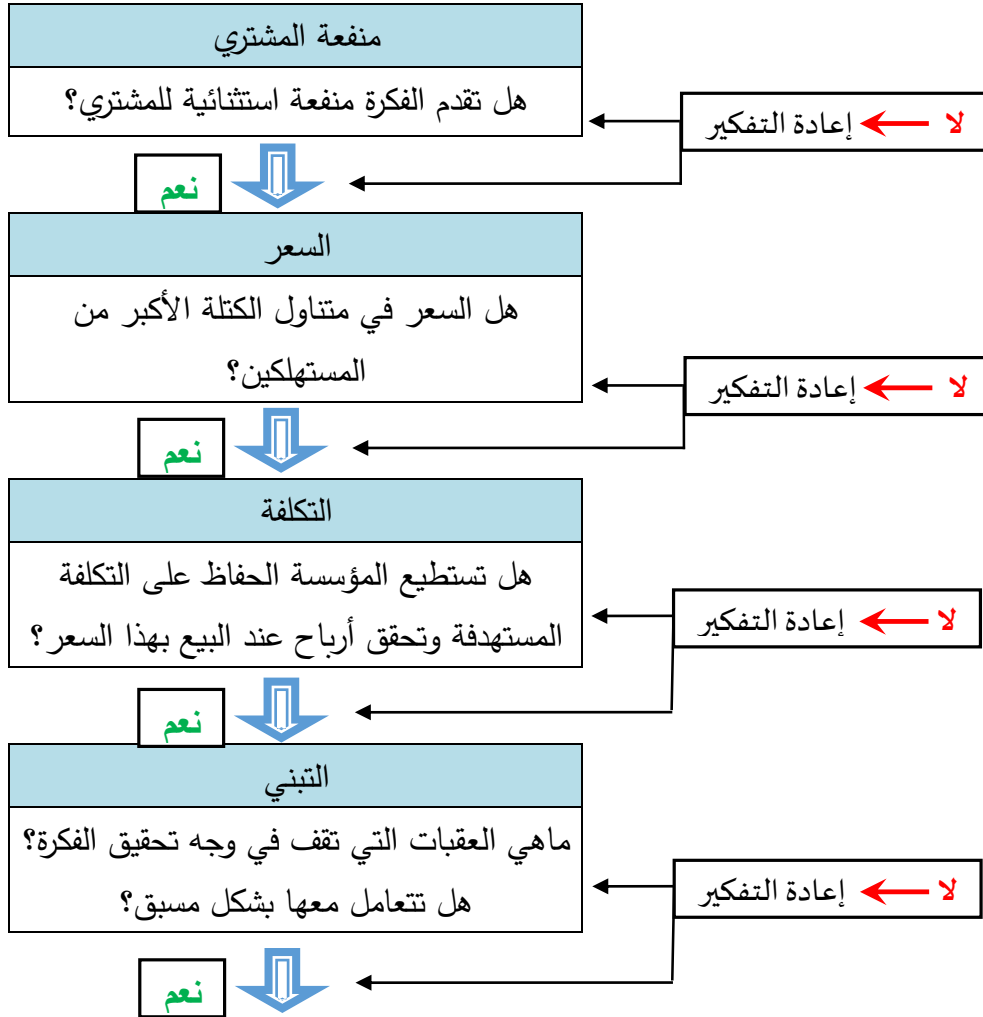 منفعة المشتري
هل تقدم الفكرة منفعة استثنائية للمشتري؟
لا إعادة التفكير
نعم
السعر
هل السعر في متناول الكتلة الأكبر من
المستهلكين؟
لا إعادة التفكير
نعم
التكلفة
هل تستطيع المؤسسة الحفاظ على التكلفة
المستهدفة وتحقق أرباح عند البيع بهذا السعر؟
لا إعادة التفكير
نعم
التبني
ماهي العقبات التي تقف في وجه تحقيق الفكرة؟
هل تتعامل معها بشكل مسبق؟
لا إعادة التفكير
نعم